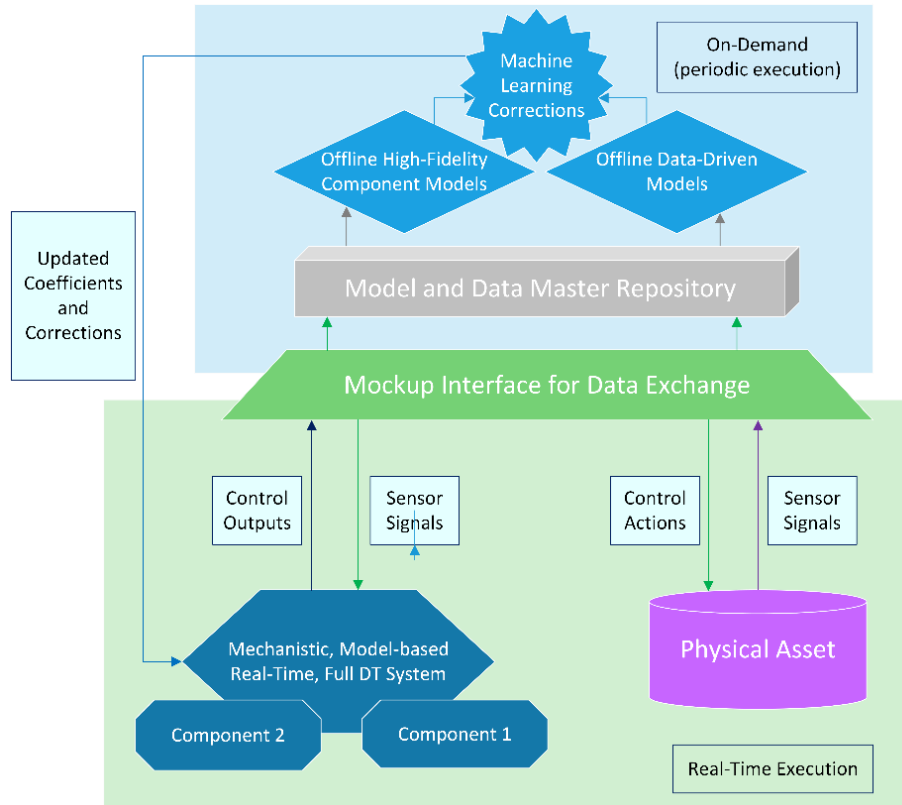 Machine
Learning
Corrections
On-Demand
(periodic execution)
Offline High-Fidelity
Component Models
Offline Data-Driven
Models
Updated
Coefficients
and
Corrections
Model and Data Master Repository
Mockup Interface for Data Exchange
Control
Outputs
Sensor
Signals
Control
Actions
Sensor
Signals
Mechanistic, Model-based
Real-Time, Full DT System
Physical Asset
Component 2
Component 1
Real-Time Execution